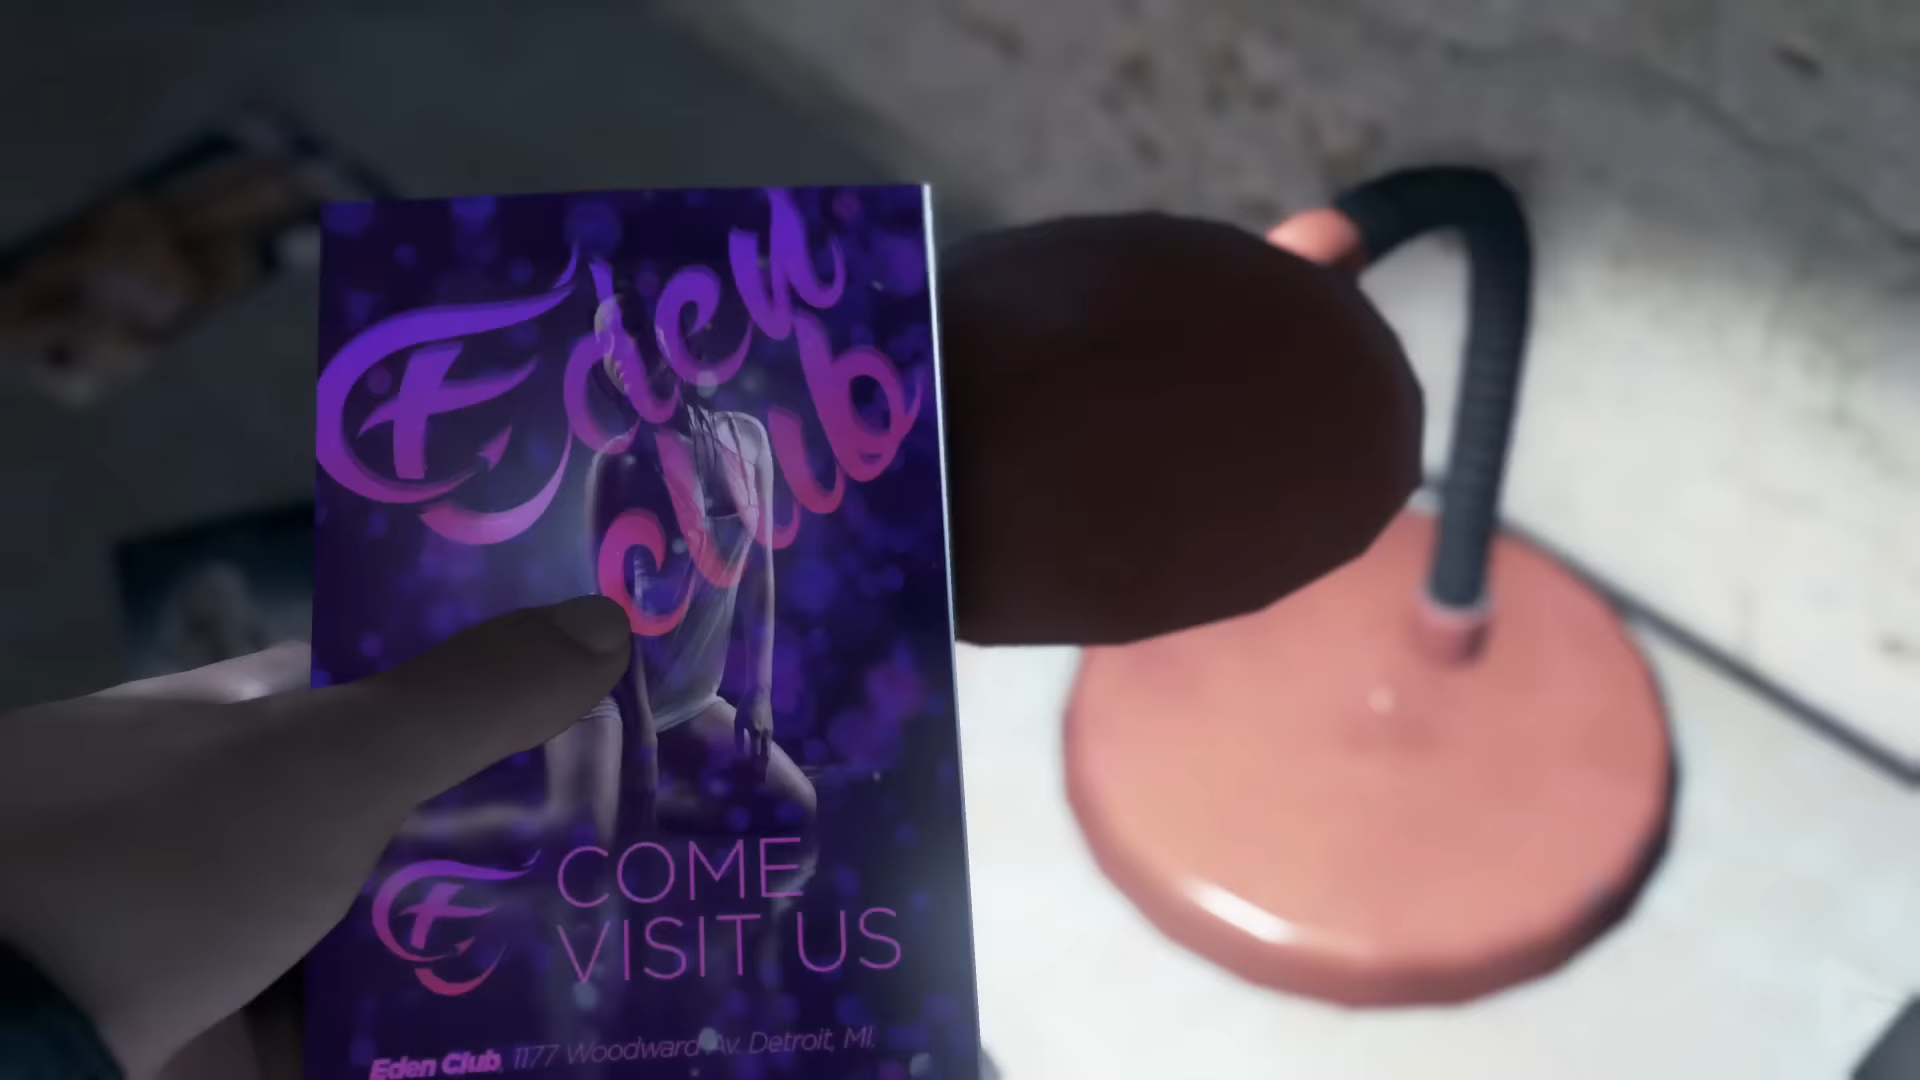 Eden
club
COME
VISIT US
Eden Club, 1177 Woodward Av. Detroit, MI.